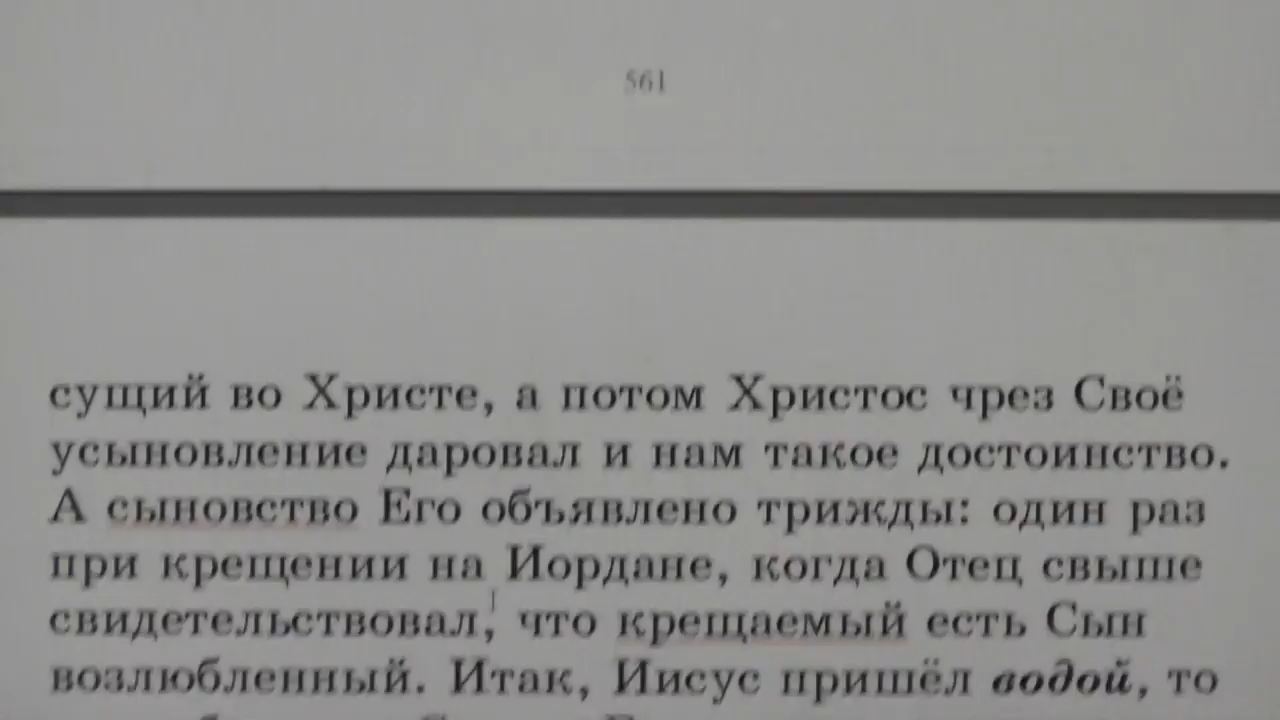 561
сущий во Христе, а потом Христос чрез Своё
усыновление даровал и нам такое достоинство.
А сыновство Его объявлено трижды: один раз
при крещении на Иордане, когда Отец свыше
свидетельствовал, что крещаемый есть Сын
возлюбленный. Итак, Иисус пришёл водой, то